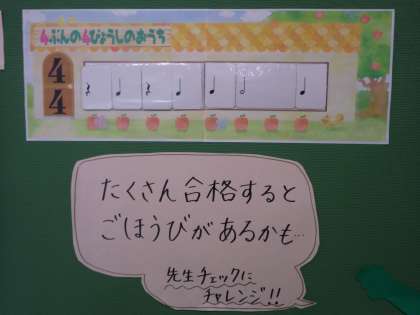 4ぶんの4びょうしのおうち
4
4
たくさん合格すると
ごほうびがあるかも…
先生チェックに
チャレンジ!!